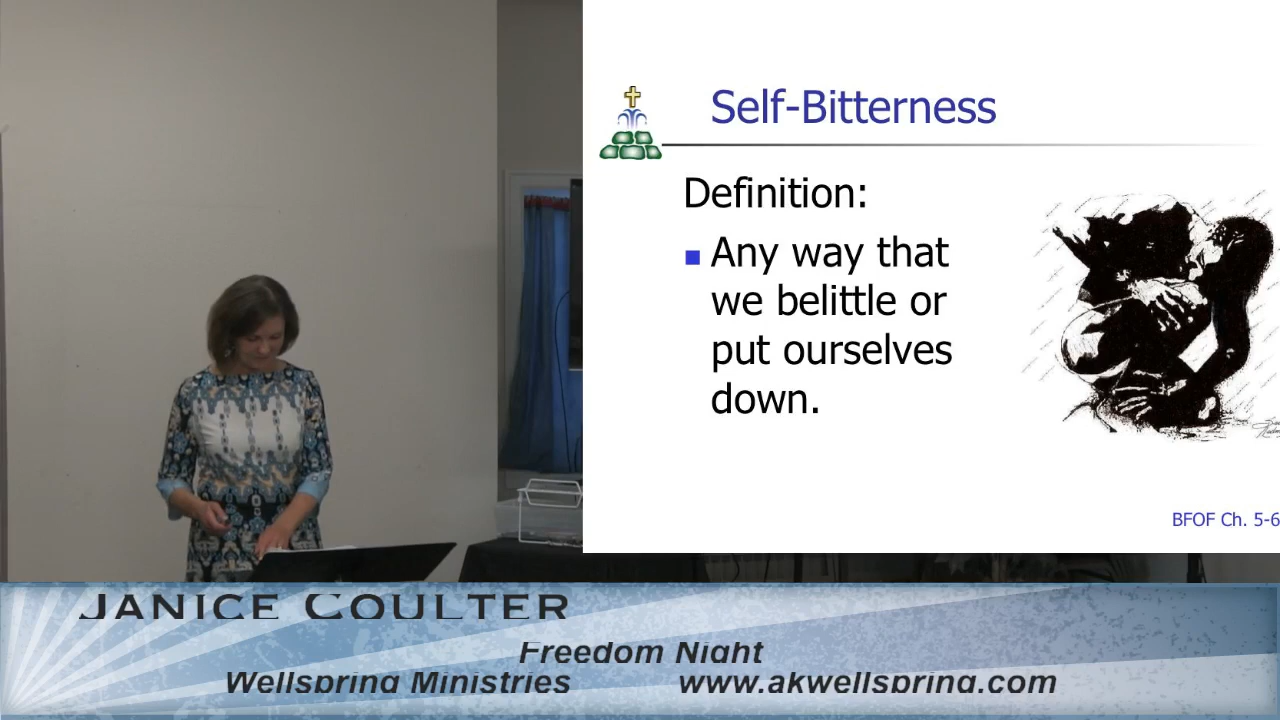 Self-Bitterness
Definition:
Any way that
we belittle or
put ourselves
down.
BFOF Ch. 5-6
JANICE COULTER
Freedom Night
Wellspring Ministries www.akwellspring.com